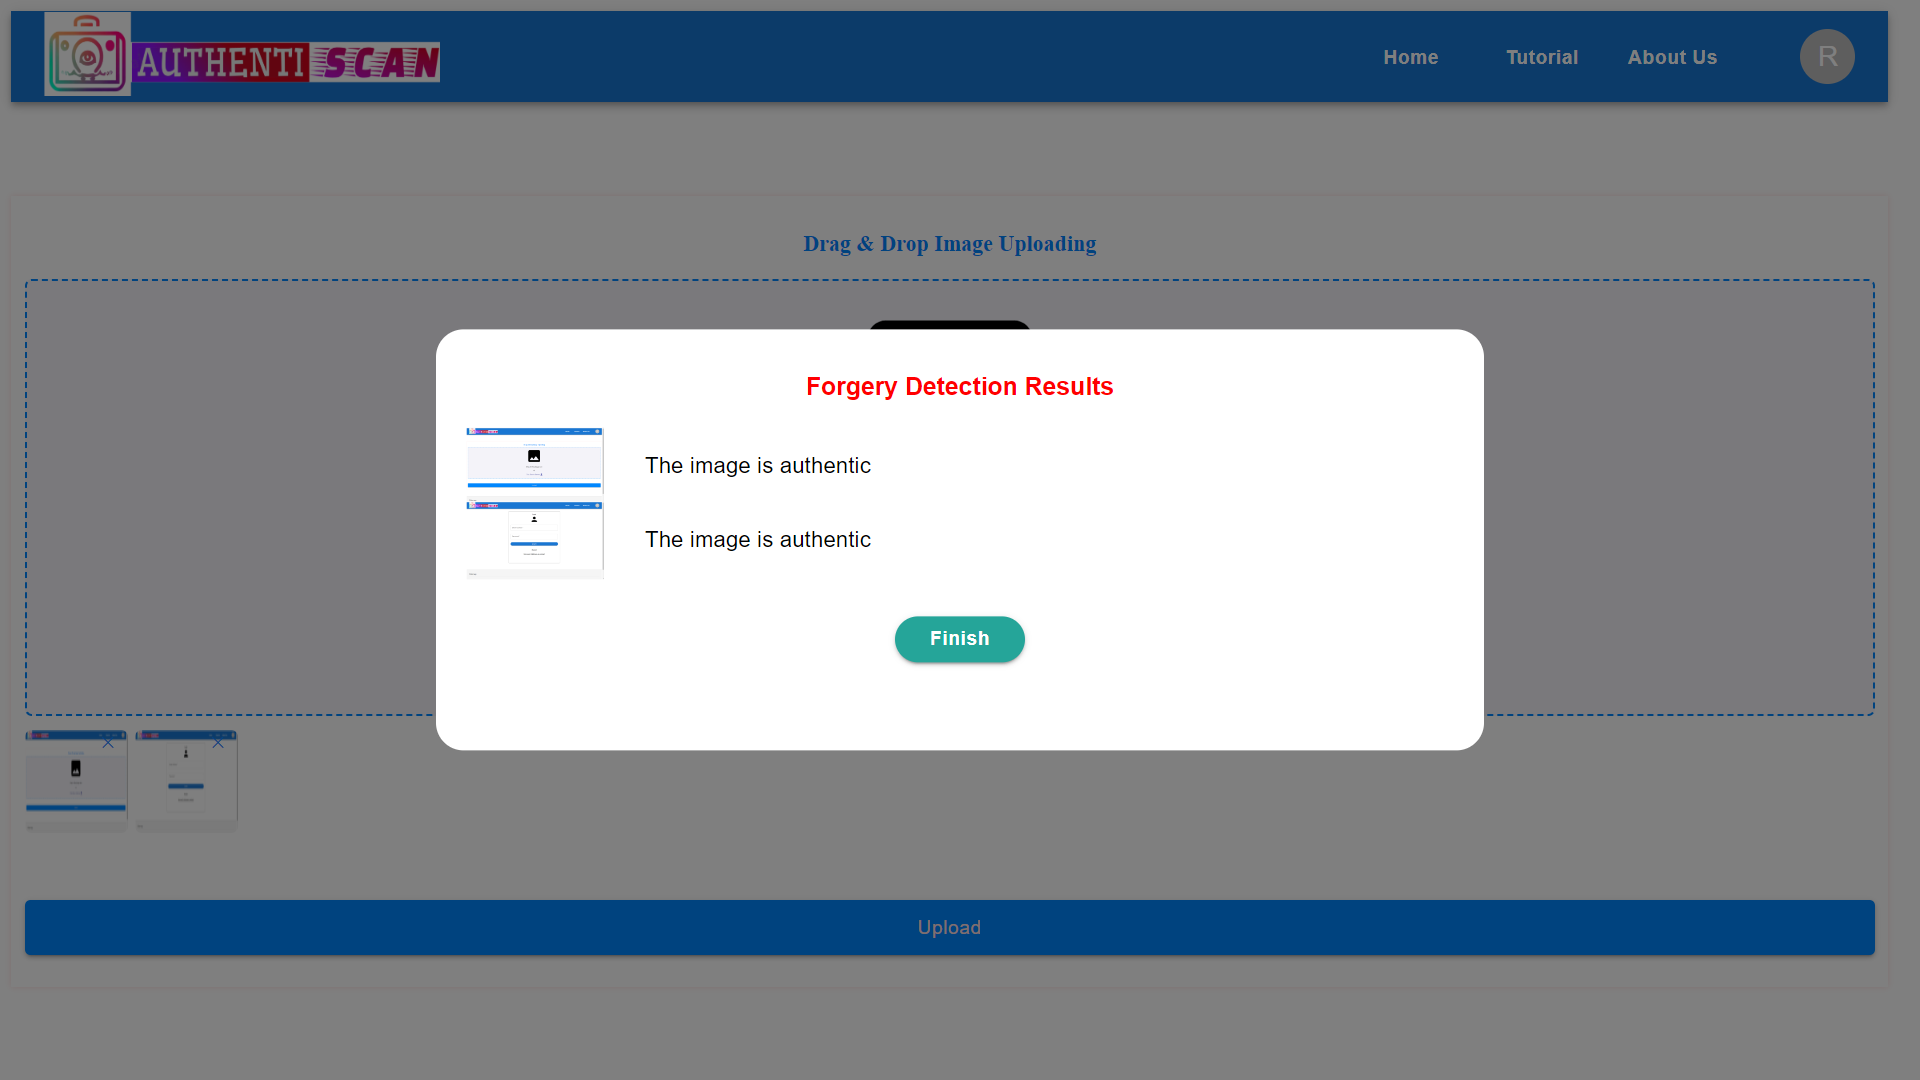 AUTHENTI SCAN
Home Tutorial About Us R
Drag & Drop Image Uploading
Forgery Detection Results
The image is authentic
The image is authentic
Finish
Upload